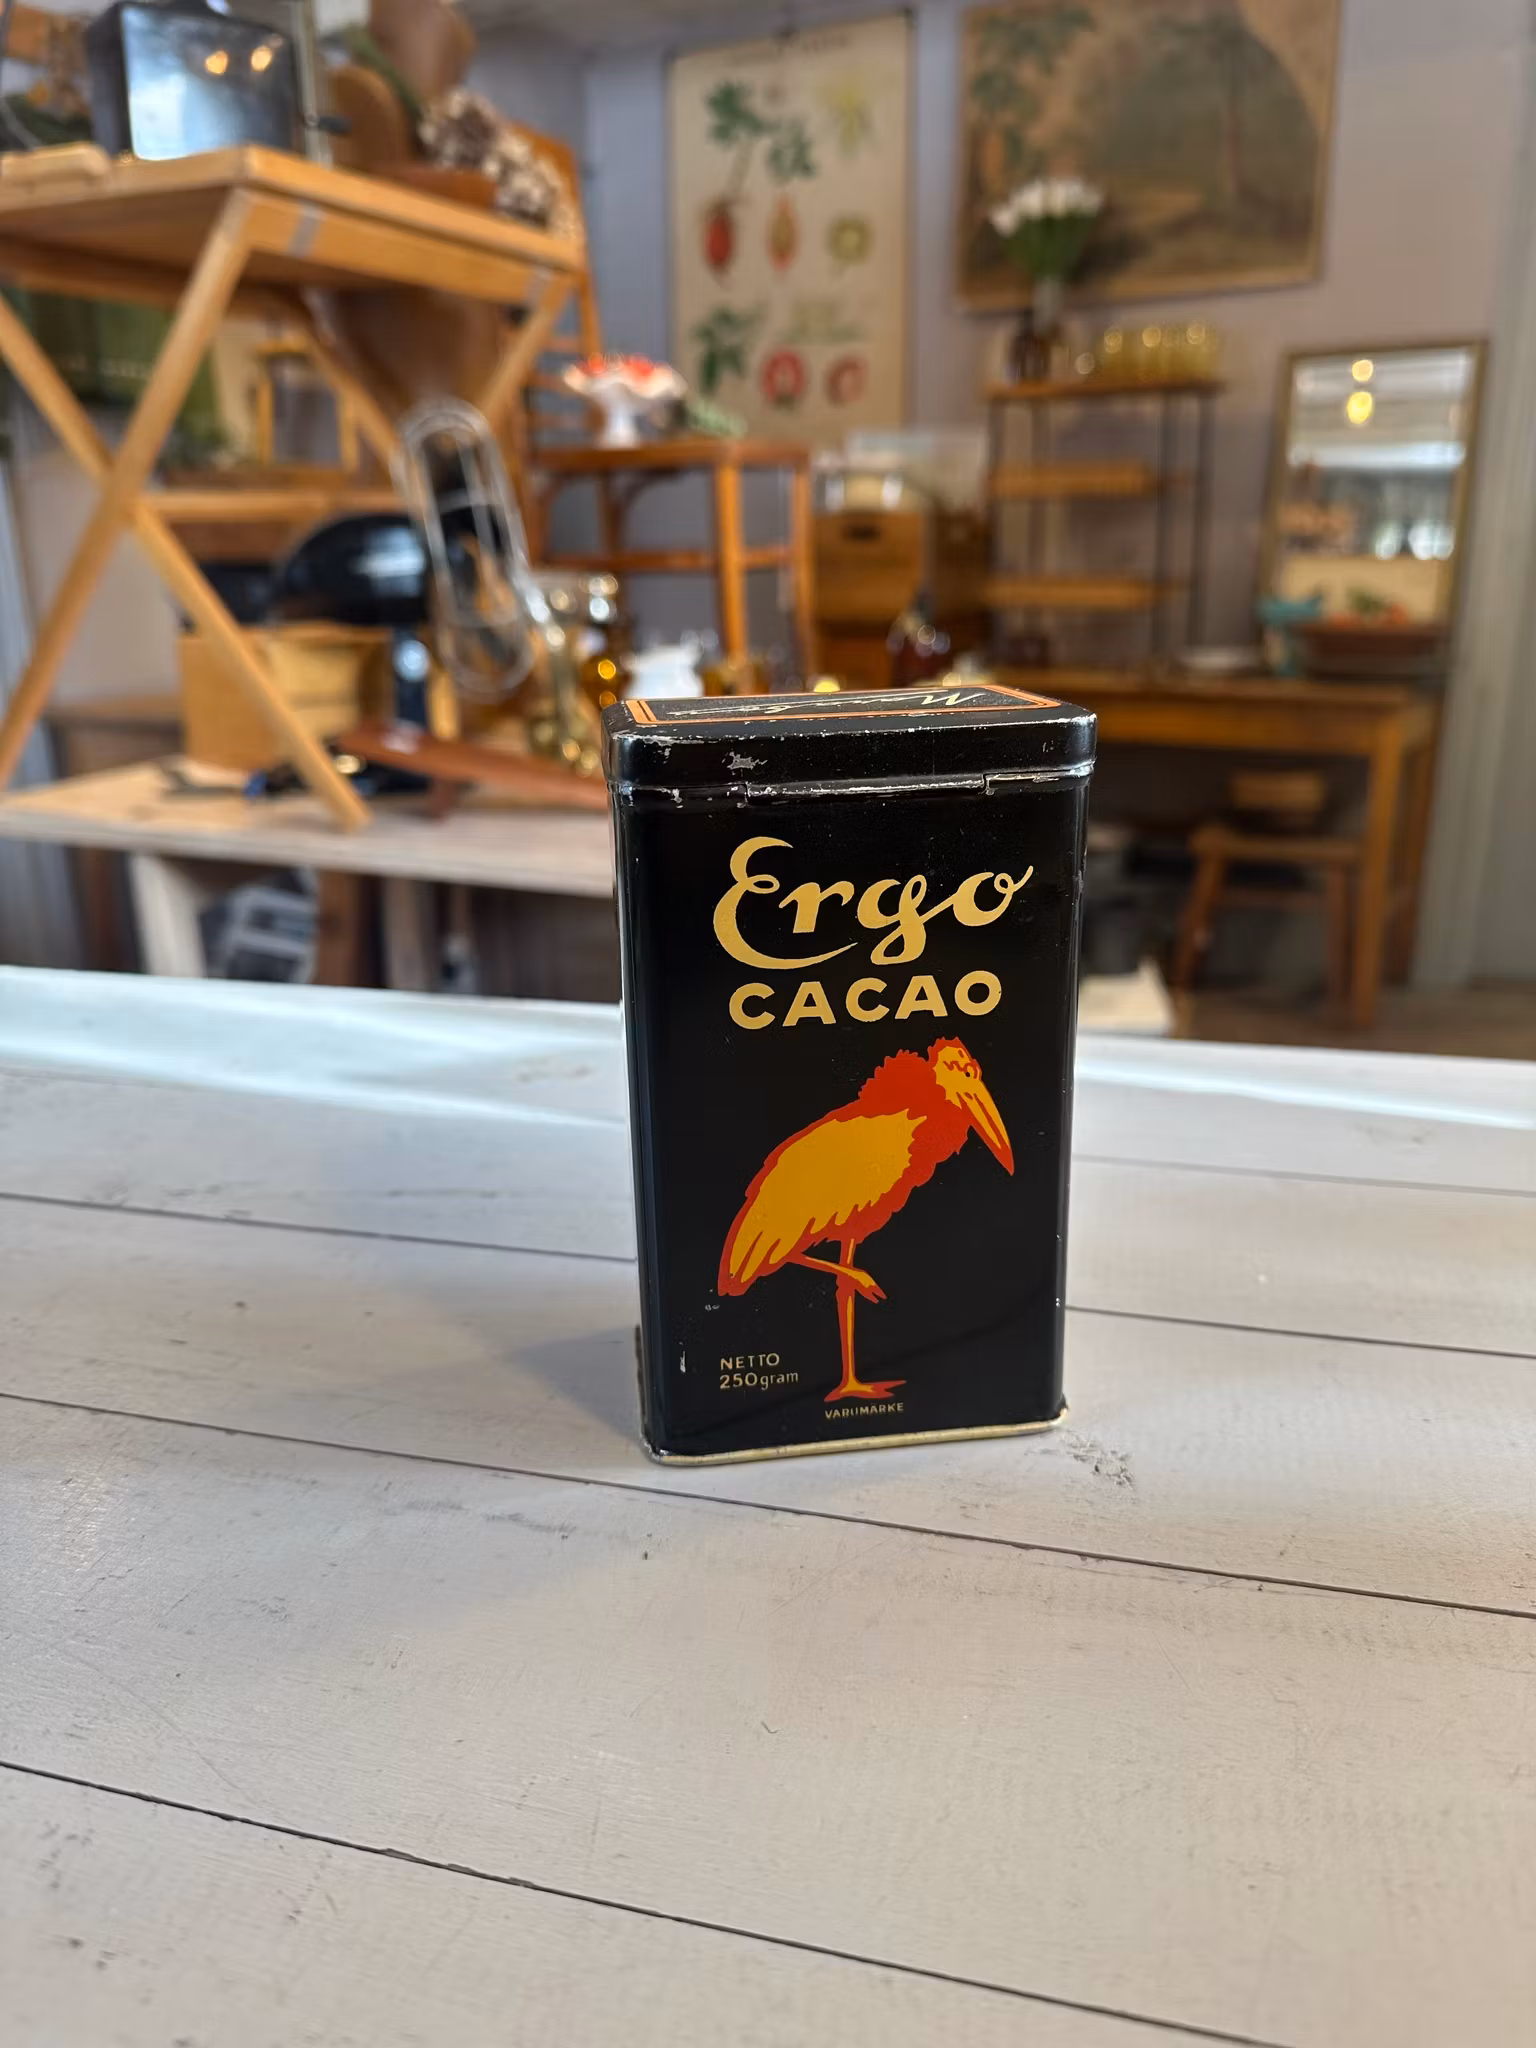 Ergo
CACAO
NETTO
250gram
VARUMÄRKE